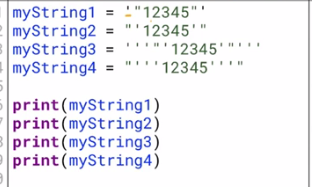 myString1 = '"12345"'
myString2 = "'12345'"
myString3 = '''"'12345'"'''
myString4 = "'''12345'''"
print(myString1)
print(myString2)
print(myString3)
print(myString4)